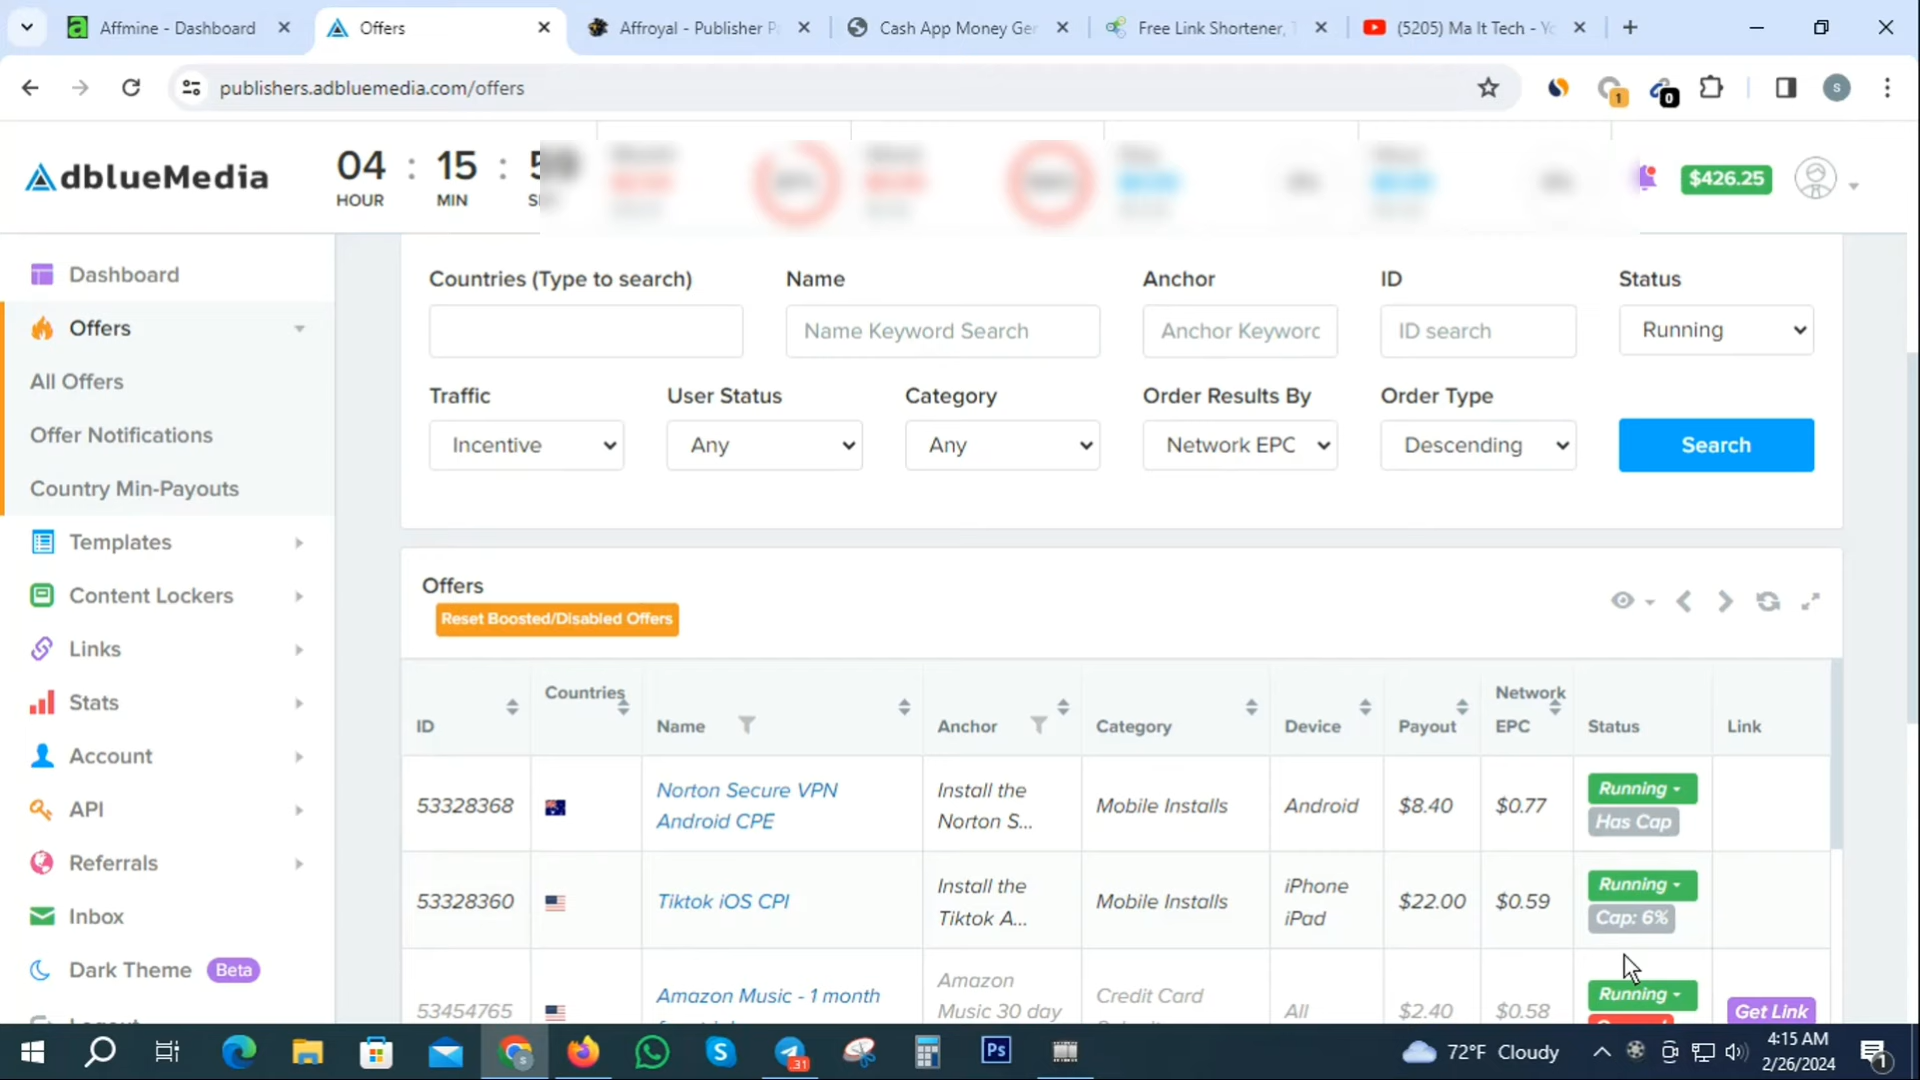 Affmine - Dashboard
Offers
Affroyal - Publisher P
Cash App Money Ger
Free Link Shortener,
(5205) Ma It Tech - Yo
publishers.adbluemedia.com/offers
1
0
S
dblueMedia
04 : 15 :
HOUR MIN
$426.25
Dashboard
Offers
All Offers
Offer Notifications
Country Min-Payouts
Templates
Content Lockers
Links
Stats
Account
API
Referrals
Inbox
Dark Theme Beta
Logout
Countries (Type to search) Name Anchor ID Status
Name Keyword Search Anchor Keyword ID search Running
Traffic User Status Category Order Results By Order Type
Incentive Any Any Network EPC Descending Search
Offers
Reset Boosted/Disabled Offers
ID Countries Name Anchor Category Device Payout Network EPC Status Link
53328368 Norton Secure VPN Android CPE Install the Norton S... Mobile Installs Android $8.40 $0.77 Running Has Cap
53328360 Tiktok iOS CPI Install the Tiktok A... Mobile Installs iPhone iPad $22.00 $0.59 Running Cap: 6%
53454765 Amazon Music - 1 month Amazon Music 30 day Credit Card All $2.40 $0.58 Running Get Link
31
Ps
72°F Cloudy
4:15 AM
2/26/2024
1